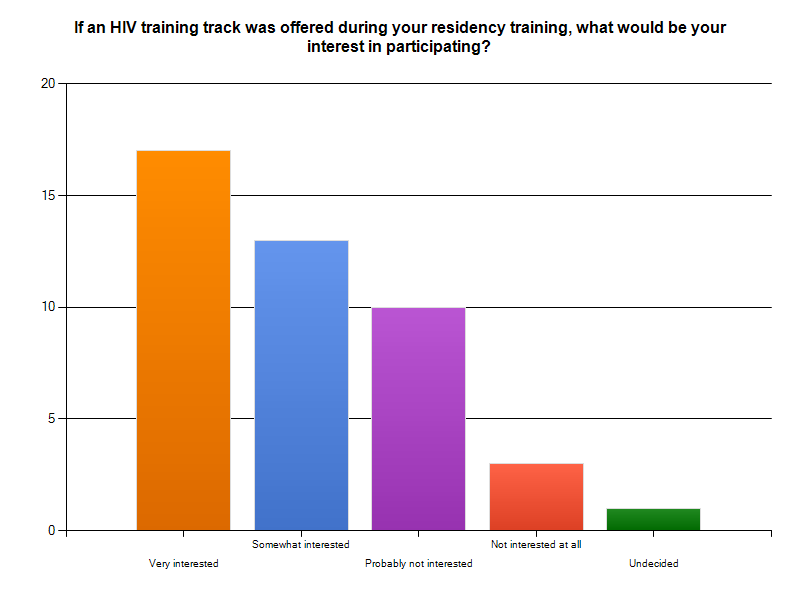 If an HIV training track was offered during your residency training, what would be your
interest in participating?
20
15
10
5
0
Somewhat interested
Not interested at all
Very interested
Probably not interested
Undecided